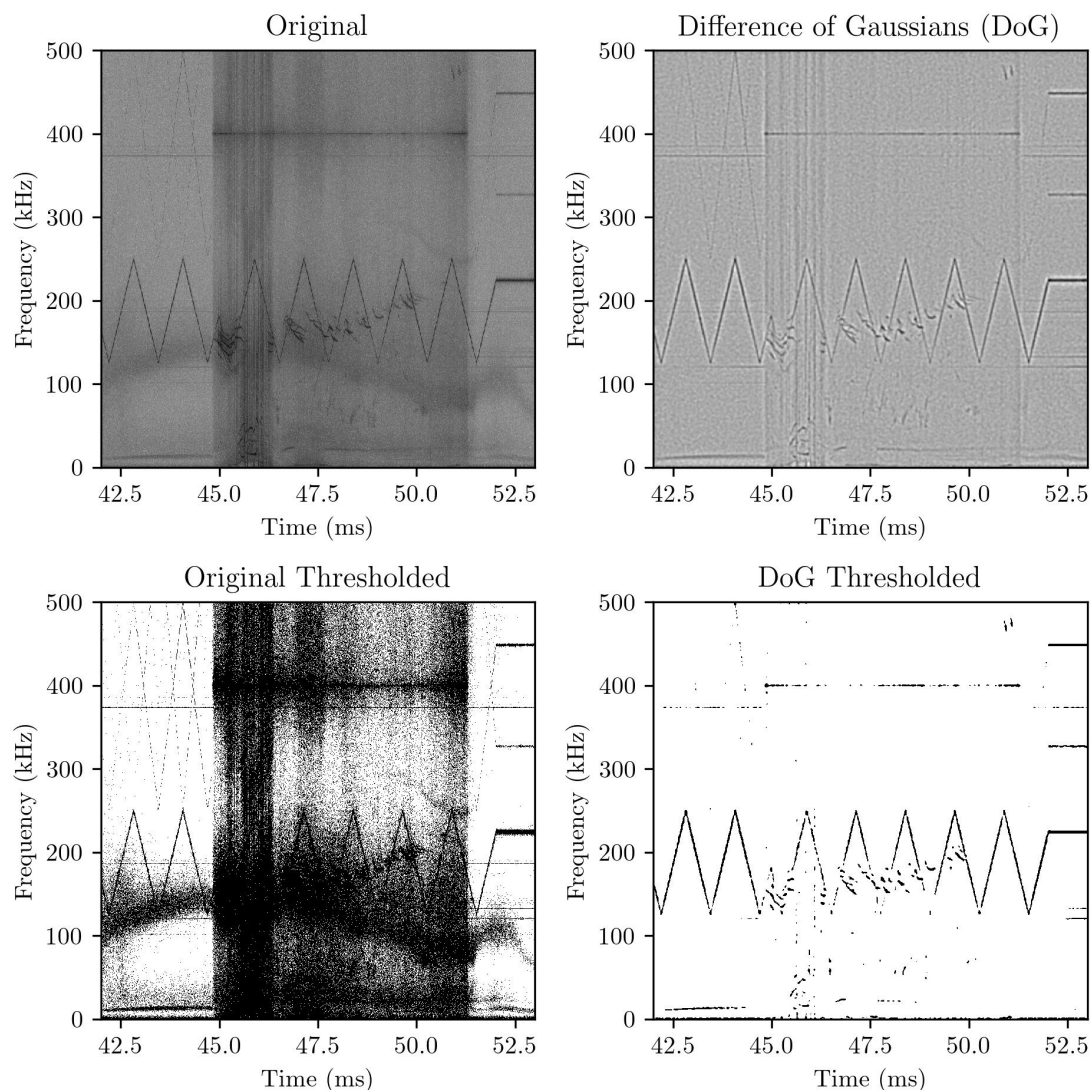 Original
500
400
300
200
100
0
Frequency (kHz)
42.5 45.0 47.5 50.0 52.5
Time (ms)
Difference of Gaussians (DoG)
500
400
300
200
100
0
Frequency (kHz)
42.5 45.0 47.5 50.0 52.5
Time (ms)
Original Thresholded
500
400
300
200
100
0
Frequency (kHz)
42.5 45.0 47.5 50.0 52.5
Time (ms)
DoG Thresholded
500
400
300
200
100
0
Frequency (kHz)
42.5 45.0 47.5 50.0 52.5
Time (ms)